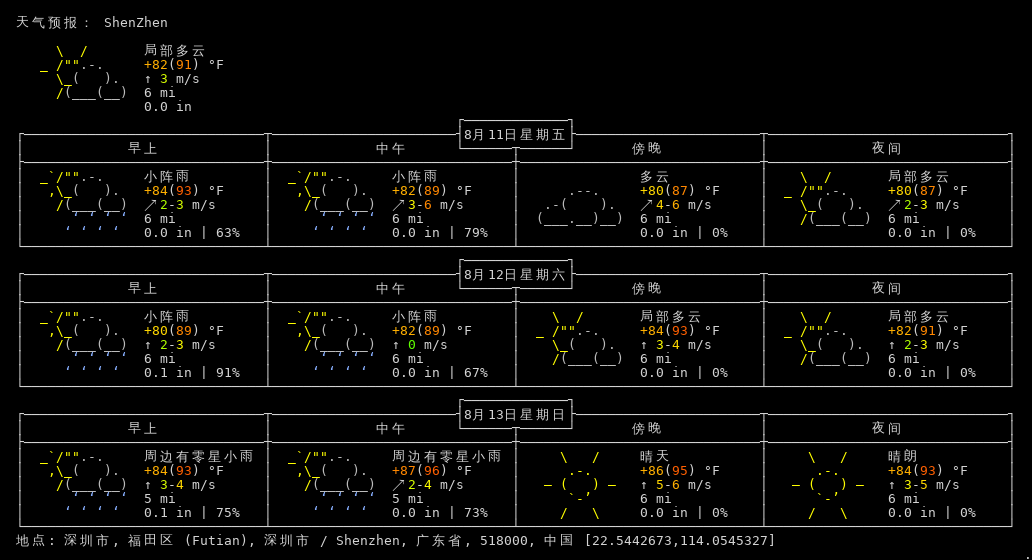 天气预报： ShenZhen
局部多云
+82(91) °F
↑ 3 m/s
6 mi
0.0 in
8月11日星期五
早上 中午 傍晚 夜间
小阵雨 小阵雨 多云 局部多云
+84(93) °F +82(89) °F +80(87) °F +80(87) °F
↗2-3 m/s ↗3-6 m/s ↗4-6 m/s ↗2-3 m/s
6 mi 6 mi 6 mi 6 mi
0.0 in | 63% 0.0 in | 79% 0.0 in | 0% 0.0 in | 0%
8月12日星期六
早上 中午 傍晚 夜间
小阵雨 小阵雨 局部多云 局部多云
+80(89) °F +82(89) °F +84(93) °F +82(91) °F
↑ 2-3 m/s ↑ 0 m/s ↑ 3-4 m/s ↑ 2-3 m/s
6 mi 6 mi 6 mi 6 mi
0.1 in | 91% 0.0 in | 67% 0.0 in | 0% 0.0 in | 0%
8月13日星期日
早上 中午 傍晚 夜间
周边有零星小雨 周边有零星小雨 晴天 晴朗
+84(93) °F +87(96) °F +86(95) °F +84(93) °F
↑ 3-4 m/s ↗2-4 m/s ↑ 5-6 m/s ↑ 3-5 m/s
5 mi 5 mi 6 mi 6 mi
0.1 in | 75% 0.0 in | 73% 0.0 in | 0% 0.0 in | 0%
地点: 深圳市, 福田区 (Futian), 深圳市 / Shenzhen, 广东省, 518000, 中国 [22.5442673,114.0545327]